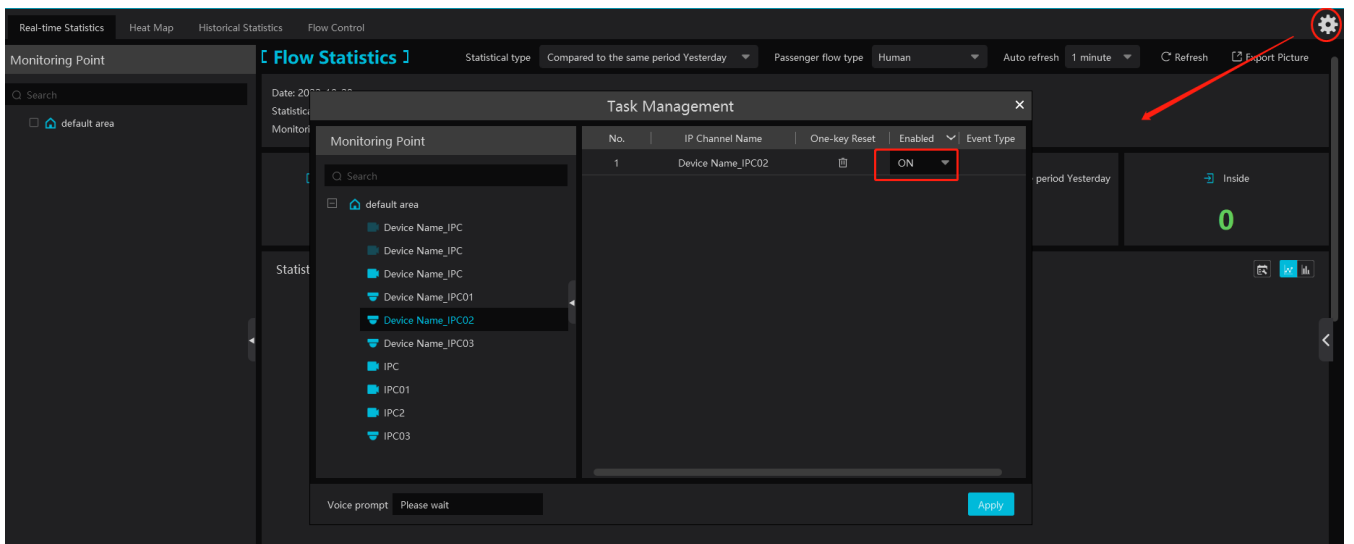 Real-time Statistics Heat Map Historical Statistics Flow Control
Monitoring Point
Search
default area
[ Flow Statistics ]
Statistical type Compared to the same period Yesterday Passenger flow type Human Auto refresh 1 minute Refresh Export Picture
Date:
Task Management
Monitoring Point
Search
default area
Device Name_IPC
Device Name_IPC
Device Name_IPC
Device Name_IPC01
Device Name_IPC02
Device Name_IPC03
IPC
IPC01
IPC2
IPC03
No. IP Channel Name One-key Reset Enabled Event Type
1 Device Name_IPC02 ON
Voice prompt Please wait
Apply
period Yesterday
Inside
0
Statist